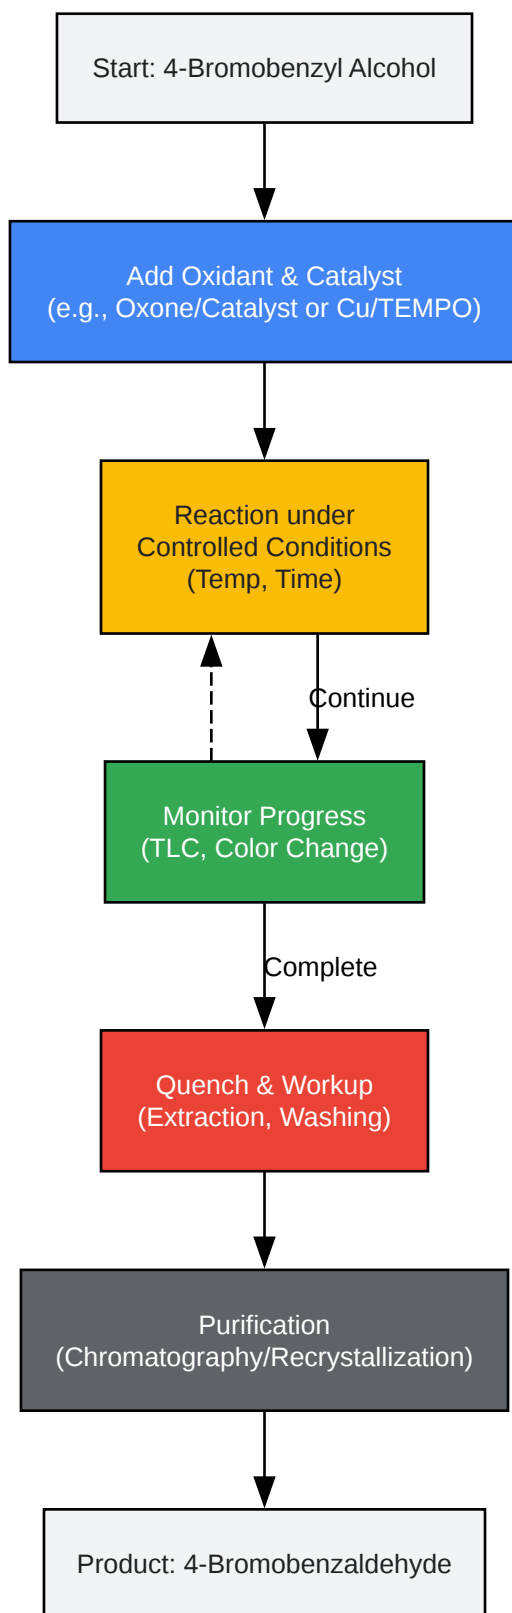 Start: 4-Bromobenzyl Alcohol
Add Oxidant & Catalyst
(e.g., Oxone/Catalyst or Cu/TEMPO)
Reaction under
Controlled Conditions
(Temp, Time)
Continue
Monitor Progress
(TLC, Color Change)
Complete
Quench & Workup
(Extraction, Washing)
Purification
(Chromatography/Recrystallization)
Product: 4-Bromobenzaldehyde